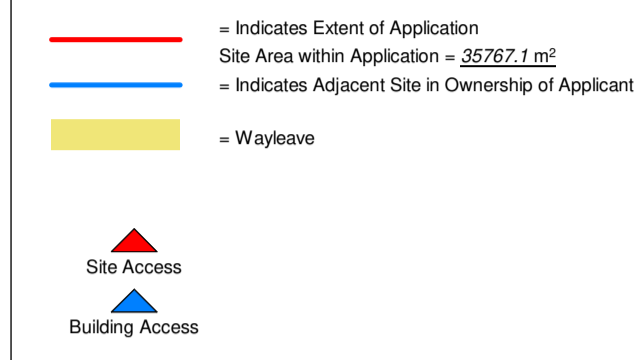 = Indicates Extent of Application
Site Area within Application = 35767.1 m²
= Indicates Adjacent Site in Ownership of Applicant
= Wayleave
Site Access
Building Access